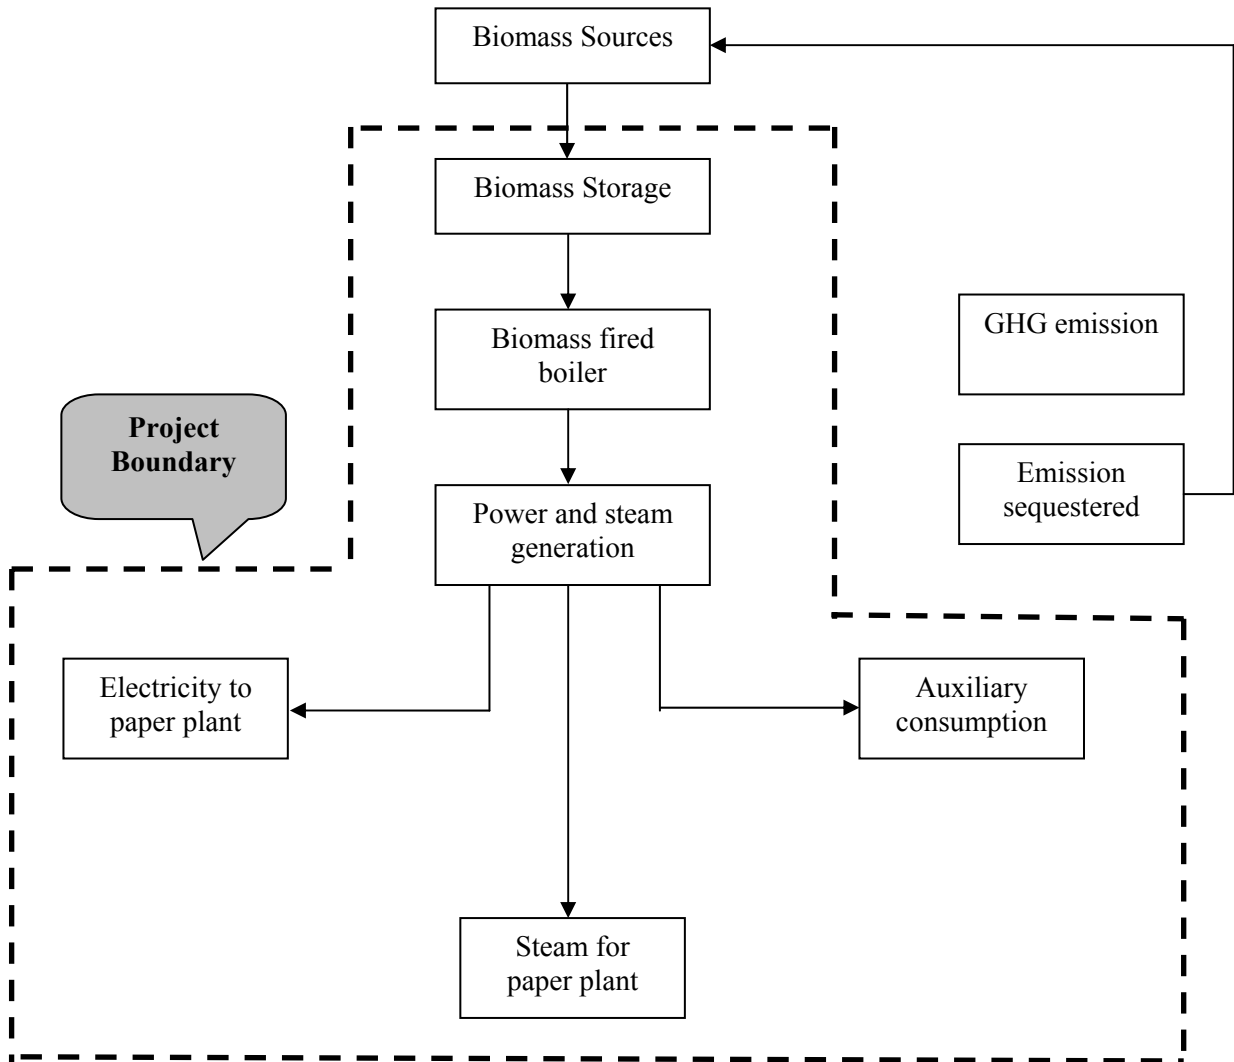 Biomass Sources
Biomass Storage
Biomass fired
boiler
GHG emission
Project
Boundary
Emission
sequestered
Power and steam
generation
Electricity to
paper plant
Auxiliary
consumption
Steam for
paper plant